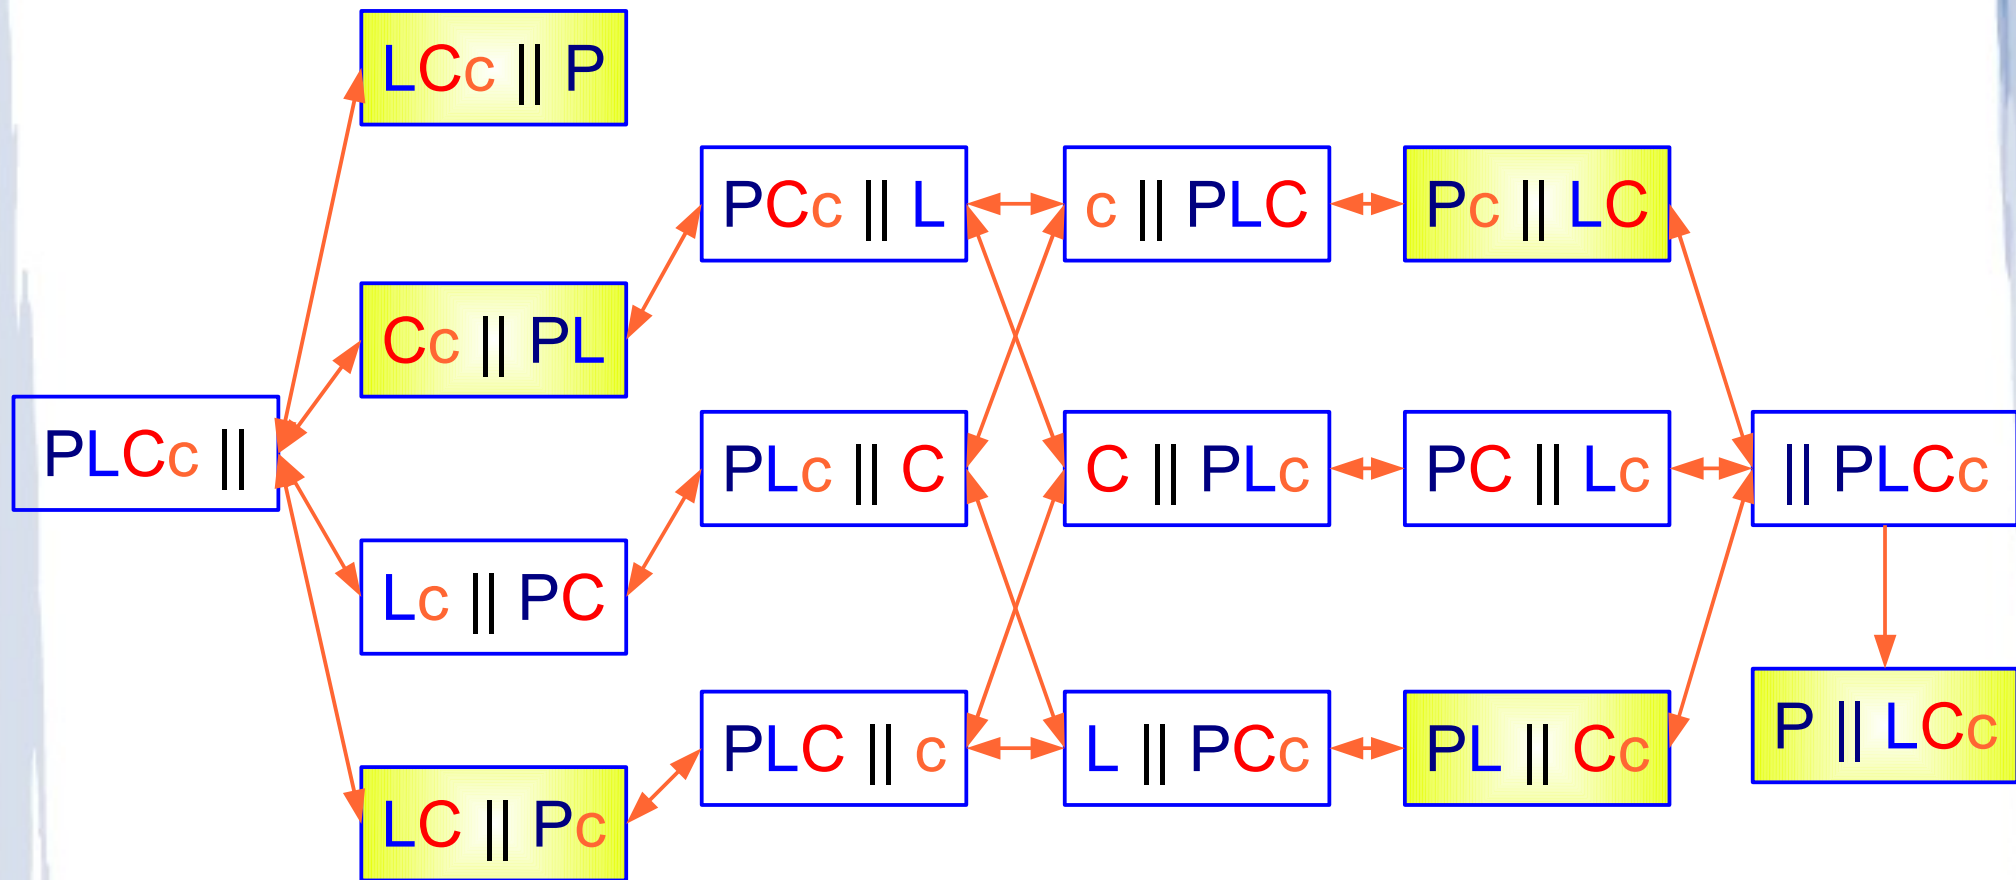 LCc || P
PCc || L
c || PLC
Pc || LC
Cc || PL
PLCc ||
PLc || C
C || PLc
PC || Lc
|| PLCc
Lc || PC
PLC || c
L || PCc
PL || Cc
P || LCc
LC || Pc